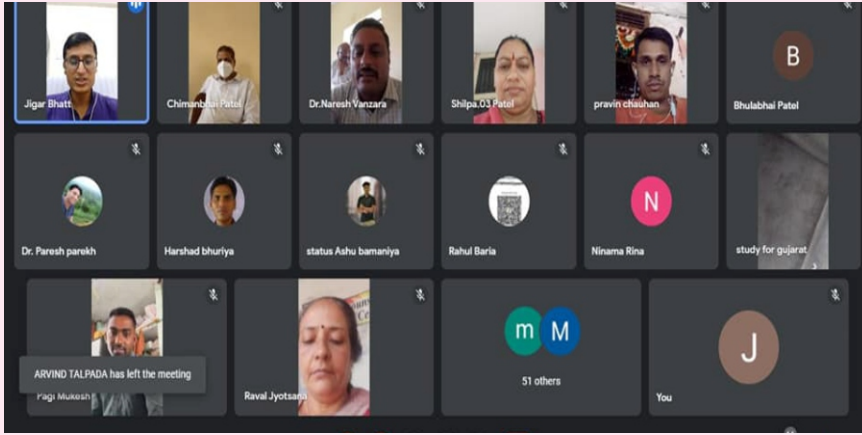 Jigar Bhatt
Chimanbhai Patel
Dr.Naresh Vanzara
Shilpa.03 Patel
pravin chauhan
B
Bhulabhai Patel
Dr. Paresh parekh
Harshad bhuriya
status Ashu bamaniya
Rahul Baria
N
Ninama Rina
study for gujarat
ARVIND TALPADA has left the meeting
Pagi Mukesh
Raval Jyotsana
m M
51 others
J
You